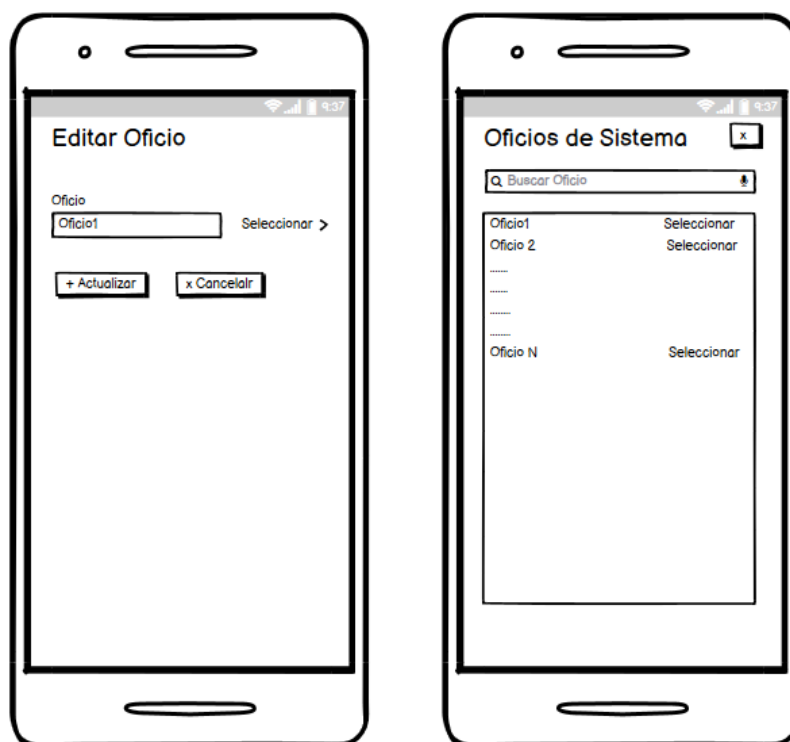 9:37
Editar Oficio
Oficio
Oficio1 Seleccionar >
+ Actualizar x Cancelalr
9:37
Oficios de Sistema x
Buscar Oficio
Oficio1 Seleccionar
Oficio 2 Seleccionar
.......
.......
.......
.......
Oficio N Seleccionar